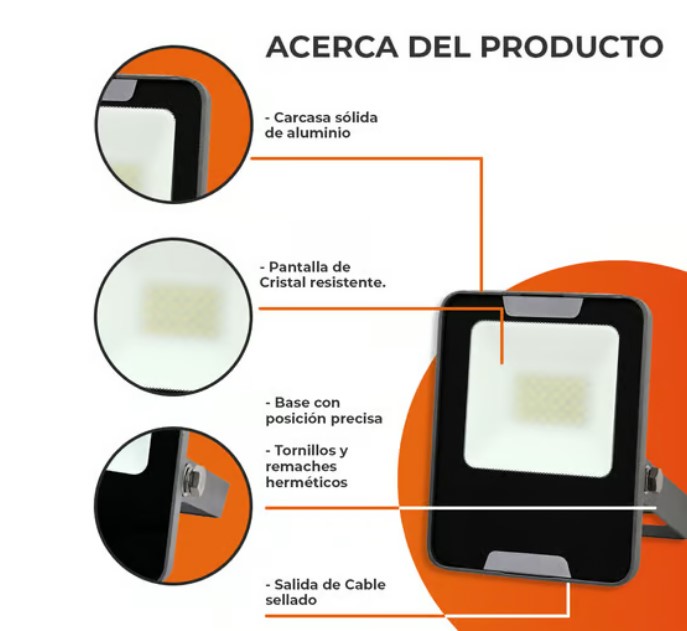 ACERCA DEL PRODUCTO
- Carcasa sólida
de aluminio
- Pantalla de
Cristal resistente.
- Base con
posición precisa
- Tornillos y
remaches
herméticos
- Salida de Cable
sellado